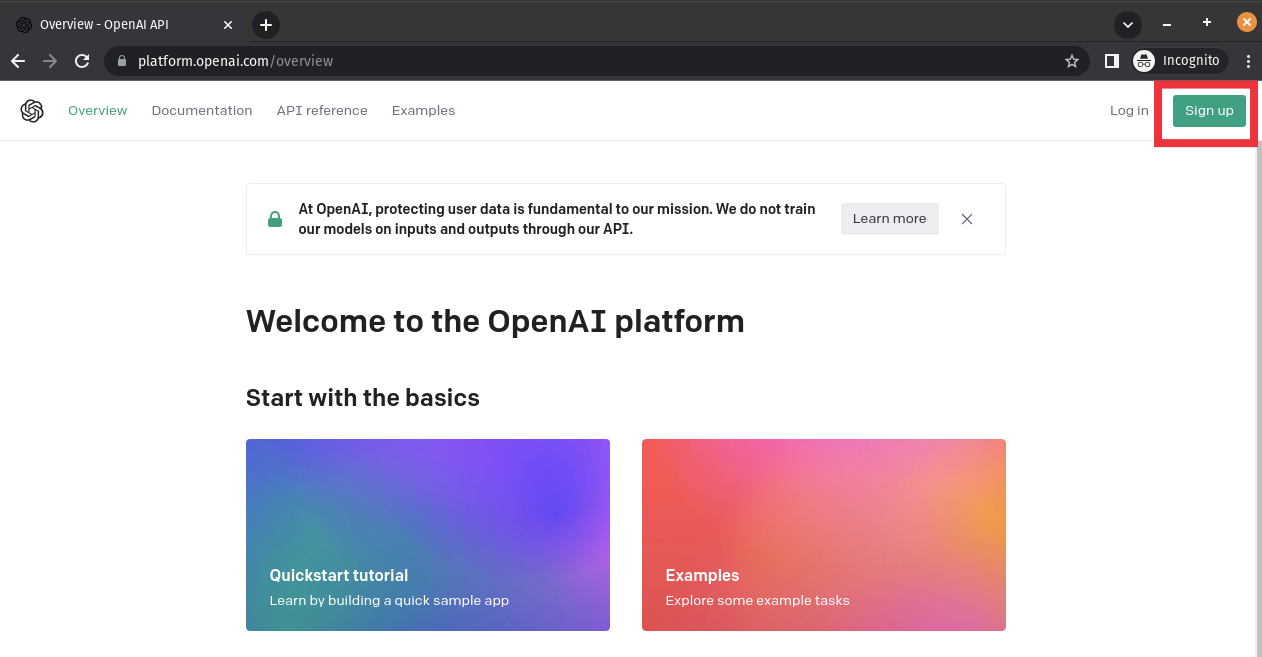 Overview - OpenAI API
platform.openai.com/overview
Incognito
Overview Documentation API reference Examples Log in Sign up
At OpenAI, protecting user data is fundamental to our mission. We do not train
our models on inputs and outputs through our API.
Learn more
Welcome to the OpenAI platform
Start with the basics
Quickstart tutorial
Learn by building a quick sample app
Examples
Explore some example tasks